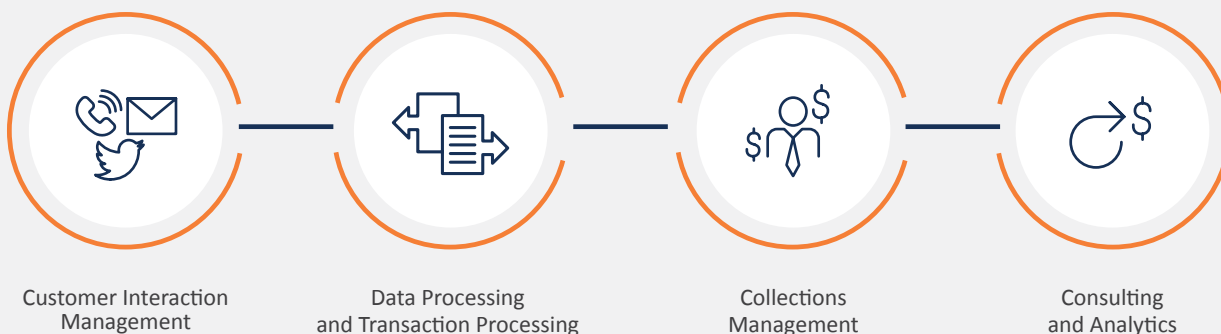 Customer Interaction
Management
Data Processing
and Transaction Processing
Collections
Management
Consulting
and Analytics